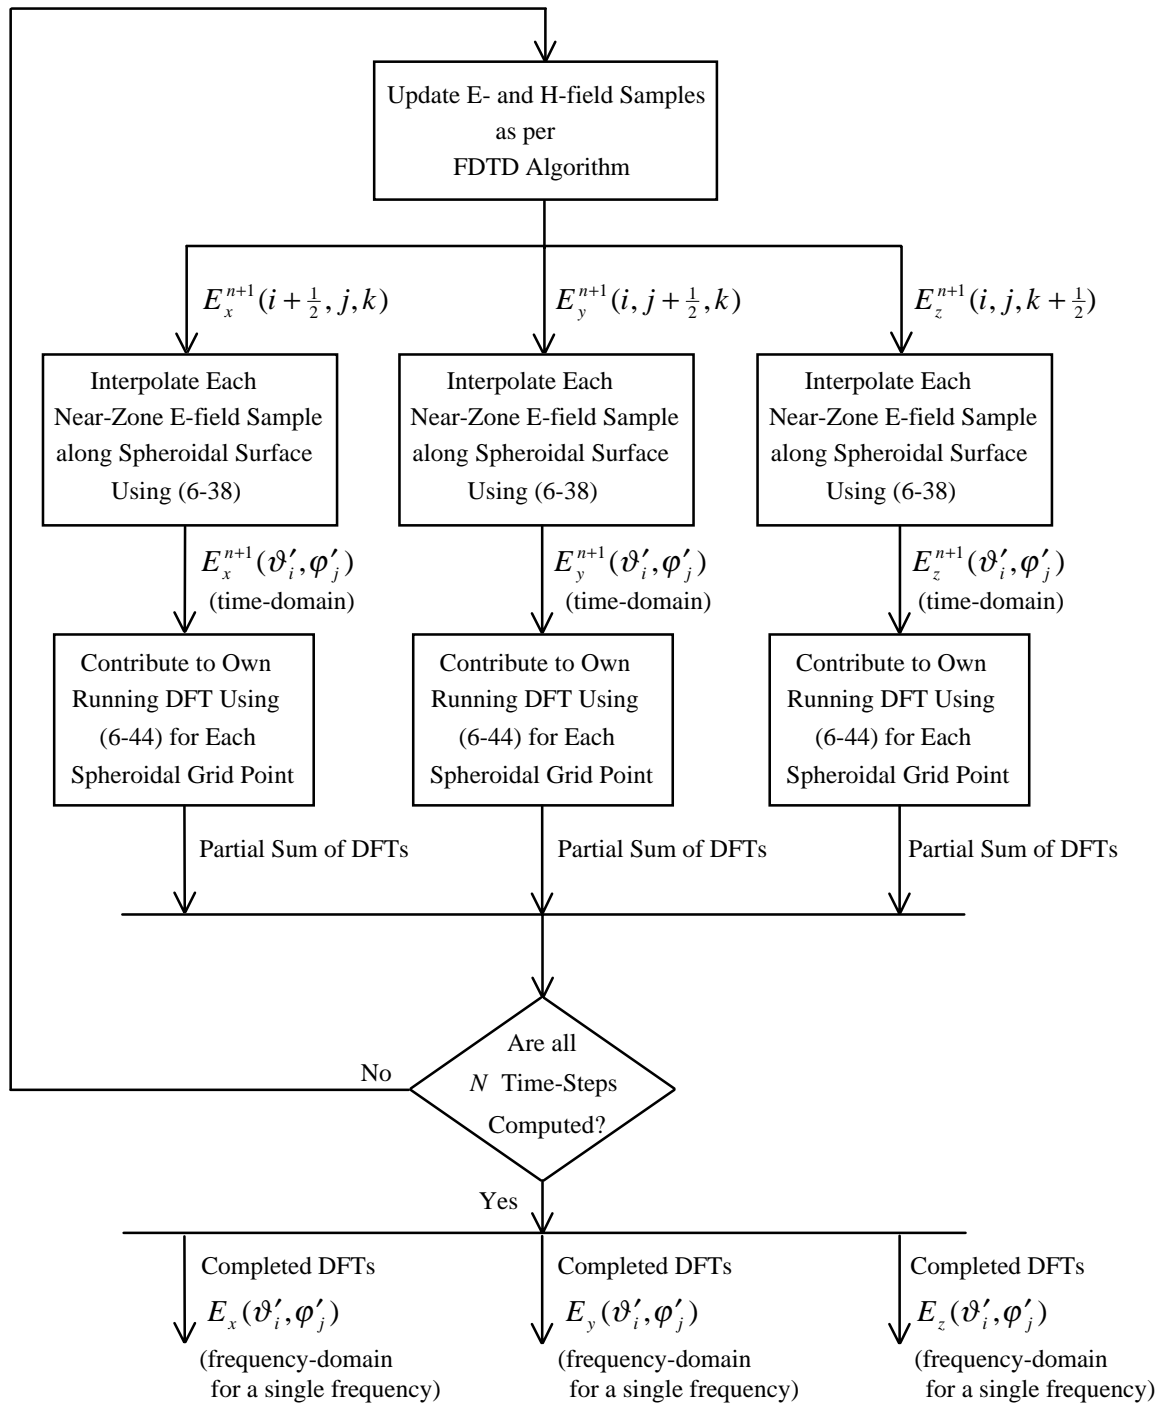 Update E- and H-field Samples
as per
FDTD Algorithm
E_x^{n+1}(i + 1/2, j, k)
E_y^{n+1}(i, j + 1/2, k)
E_z^{n+1}(i, j, k + 1/2)
Interpolate Each
Near-Zone E-field Sample
along Spheroidal Surface
Using (6-38)
Interpolate Each
Near-Zone E-field Sample
along Spheroidal Surface
Using (6-38)
Interpolate Each
Near-Zone E-field Sample
along Spheroidal Surface
Using (6-38)
E_x^{n+1}(ϑ′_i, φ′_j)
(time-domain)
E_y^{n+1}(ϑ′_i, φ′_j)
(time-domain)
E_z^{n+1}(ϑ′_i, φ′_j)
(time-domain)
Contribute to Own
Running DFT Using
(6-44) for Each
Spheroidal Grid Point
Contribute to Own
Running DFT Using
(6-44) for Each
Spheroidal Grid Point
Contribute to Own
Running DFT Using
(6-44) for Each
Spheroidal Grid Point
Partial Sum of DFTs
Partial Sum of DFTs
Partial Sum of DFTs
Are all
N Time-Steps
Computed?
No
Yes
Completed DFTs
E_x(ϑ′_i, φ′_j)
(frequency-domain
for a single frequency)
Completed DFTs
E_y(ϑ′_i, φ′_j)
(frequency-domain
for a single frequency)
Completed DFTs
E_z(ϑ′_i, φ′_j)
(frequency-domain
for a single frequency)